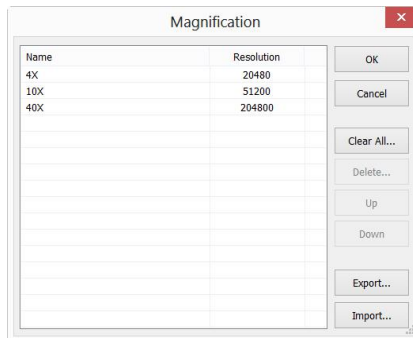 Magnification
Name Resolution
4X 20480
10X 51200
40X 204800
OK
Cancel
Clear All...
Delete...
Up
Down
Export...
Import...